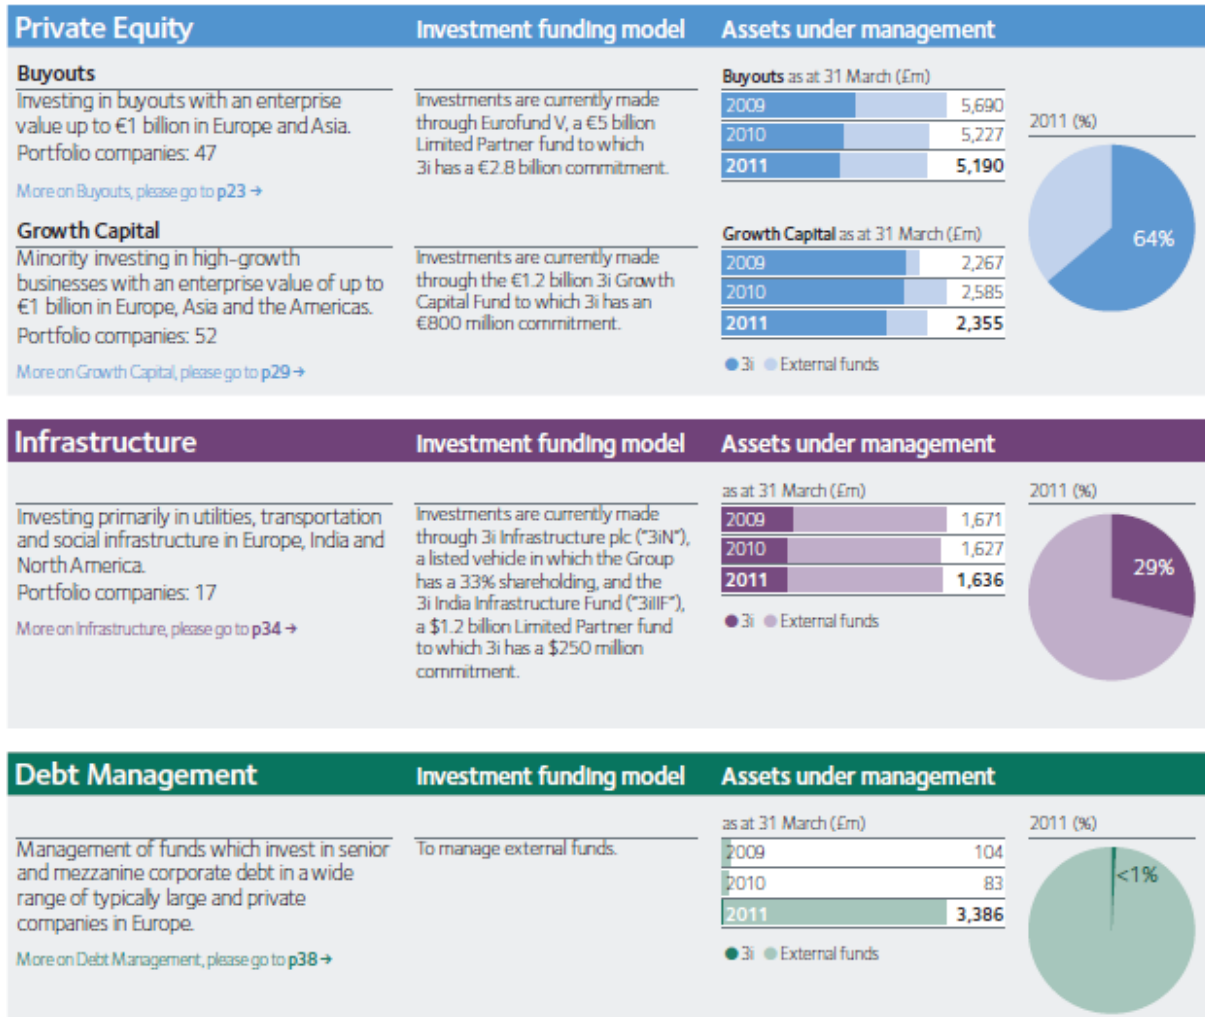 Private Equity
Investment funding model
Assets under management
Buyouts
Investing in buyouts with an enterprise
value up to €1 billion in Europe and Asia.
Portfolio companies: 47
More on Buyouts, please go to p23 →
Investments are currently made
through Eurofund V, a €5 billion
Limited Partner fund to which
3i has a €2.8 billion commitment.
Buyouts as at 31 March (£m)
2009 5,690
2010 5,227
2011 5,190
Growth Capital
Minority investing in high-growth
businesses with an enterprise value of up to
€1 billion in Europe, Asia and the Americas.
Portfolio companies: 52
More on Growth Capital, please go to p29 →
Investments are currently made
through the €1.2 billion 3i Growth
Capital Fund to which 3i has an
€800 million commitment.
Growth Capital as at 31 March (£m)
2009 2,267
2010 2,585
2011 2,355
3i External funds
2011 (%)
64%
Infrastructure
Investment funding model
Assets under management
Investing primarily in utilities, transportation
and social infrastructure in Europe, India and
North America.
Portfolio companies: 17
More on Infrastructure, please go to p34 →
Investments are currently made
through 3i Infrastructure plc ("3iN"),
a listed vehicle in which the Group
has a 33% shareholding, and the
3i India Infrastructure Fund ("3iIIF"),
a $1.2 billion Limited Partner fund
to which 3i has a $250 million
commitment.
as at 31 March (£m)
2009 1,671
2010 1,627
2011 1,636
3i External funds
2011 (%)
29%
Debt Management
Investment funding model
Assets under management
Management of funds which invest in senior
and mezzanine corporate debt in a wide
range of typically large and private
companies in Europe.
More on Debt Management, please go to p38 →
To manage external funds.
as at 31 March (£m)
2009 104
2010 83
2011 3,386
3i External funds
2011 (%)
<1%